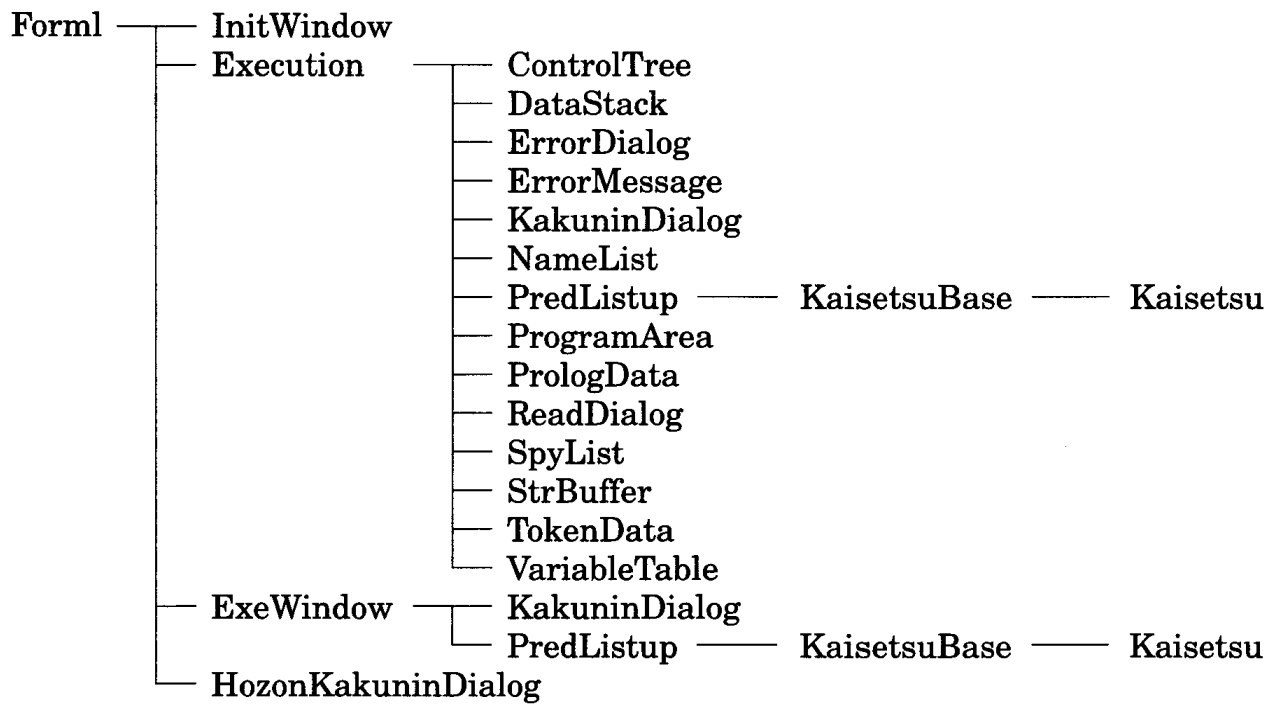 Forml InitWindow
Execution ControlTree
DataStack
ErrorDialog
ErrorMessage
KakuninDialog
NameList
PredListup KaisetsuBase Kaisetsu
ProgramArea
PrologData
ReadDialog
SpyList
StrBuffer
TokenData
VariableTable
ExeWindow KakuninDialog
PredListup KaisetsuBase Kaisetsu
HozonKakuninDialog